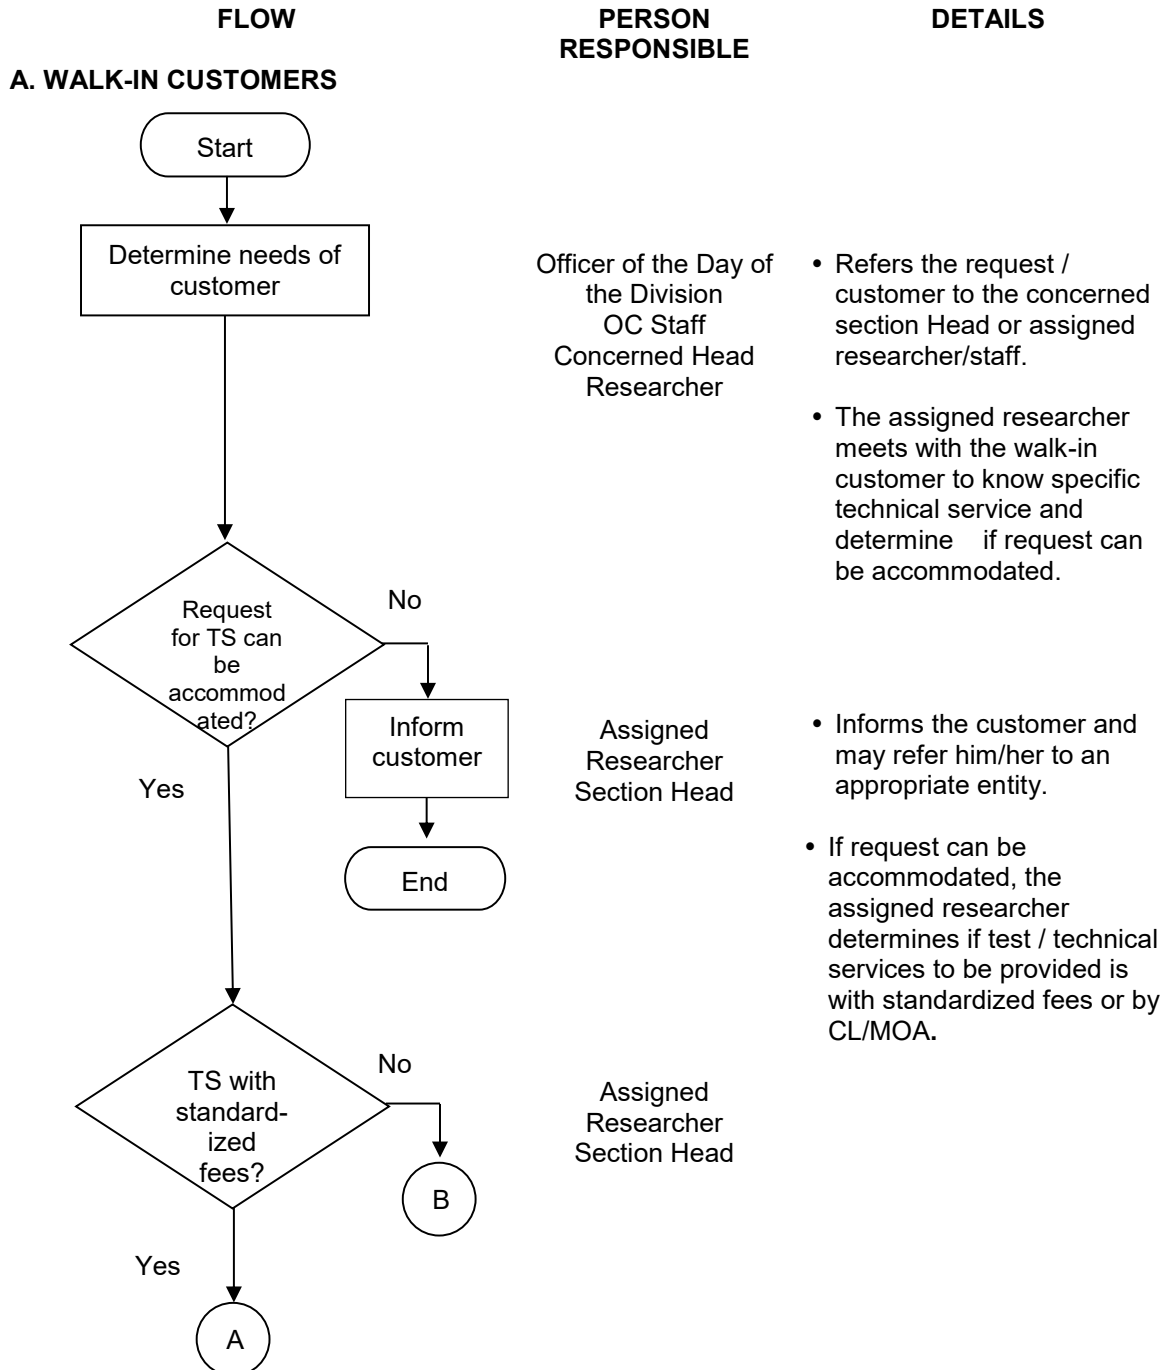 FLOW
PERSON
RESPONSIBLE
DETAILS
A. WALK-IN CUSTOMERS
Start
Determine needs of
customer
Officer of the Day of
the Division
OC Staff
Concerned Head
Researcher
• Refers the request /
customer to the concerned
section Head or assigned
researcher/staff.
• The assigned researcher
meets with the walk-in
customer to know specific
technical service and
determine if request can
be accommodated.
Request
for TS can
be
accommod
ated?
No
Yes
Inform
customer
End
Assigned
Researcher
Section Head
• Informs the customer and
may refer him/her to an
appropriate entity.
• If request can be
accommodated, the
assigned researcher
determines if test / technical
services to be provided is
with standardized fees or by
CL/MOA.
TS with
standard-
ized
fees?
No
B
Yes
A
Assigned
Researcher
Section Head